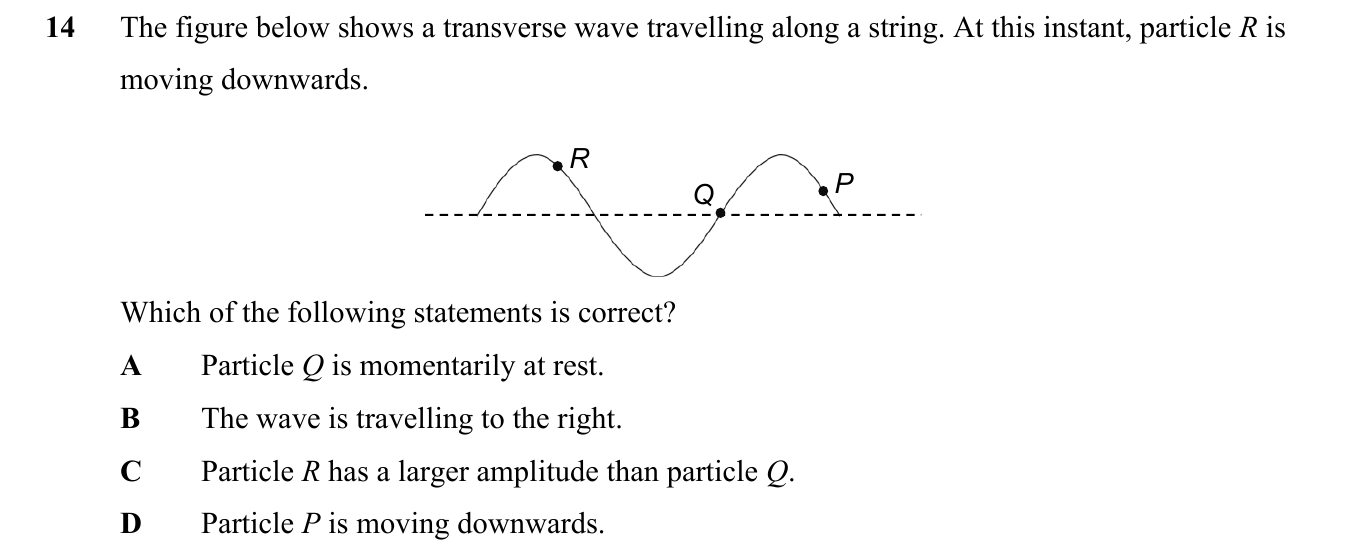 14 The figure below shows a transverse wave travelling along a string. At this instant, particle R is
moving downwards.
R
Q
P
Which of the following statements is correct?
A Particle Q is momentarily at rest.
B The wave is travelling to the right.
C Particle R has a larger amplitude than particle Q.
D Particle P is moving downwards.